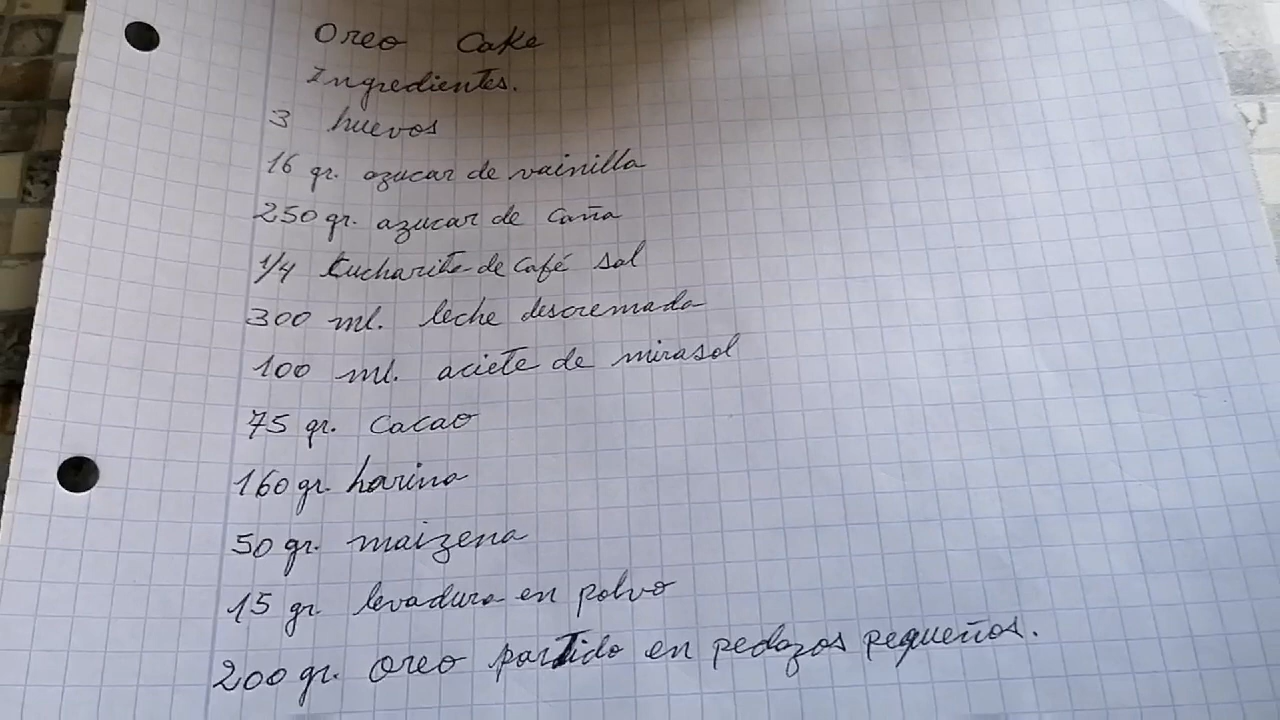 Oreo Cake
Ingredientes.
3 huevos
16 gr. azucar de vainilla
250 gr. azucar de caña
1/4 Cucharita de Café sal
300 ml. leche descremada
100 ml. aciete de mirasol
75 gr. Cacao
160 gr. harina
50 gr. maizena
15 gr levadura en polvo
200 gr. Oreo partido en pedazos pequeños.